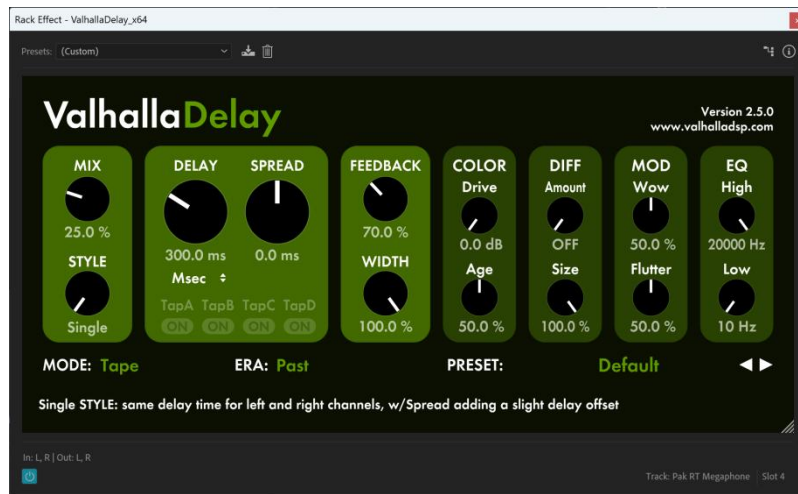 Rack Effect - ValhallaDelay_x64
Presets: (Custom)
ValhallaDelay
Version 2.5.0
www.valhalladsp.com
MIX DELAY SPREAD FEEDBACK COLOR DIFF MOD EQ
Drive Amount Wow High
25.0 % 300.0 ms 0.0 ms 70.0 % 0.0 dB OFF 50.0 % 20000 Hz
STYLE Msec WIDTH Age Size Flutter Low
TapA TapB TapC TapD
ON ON ON ON
Single 100.0 % 50.0 % 100.0 % 50.0 % 10 Hz
MODE: Tape ERA: Past PRESET: Default
Single STYLE: same delay time for left and right channels, w/Spread adding a slight delay offset
In: L, R | Out: L, R
Track: Pak RT Megaphone Slot 4